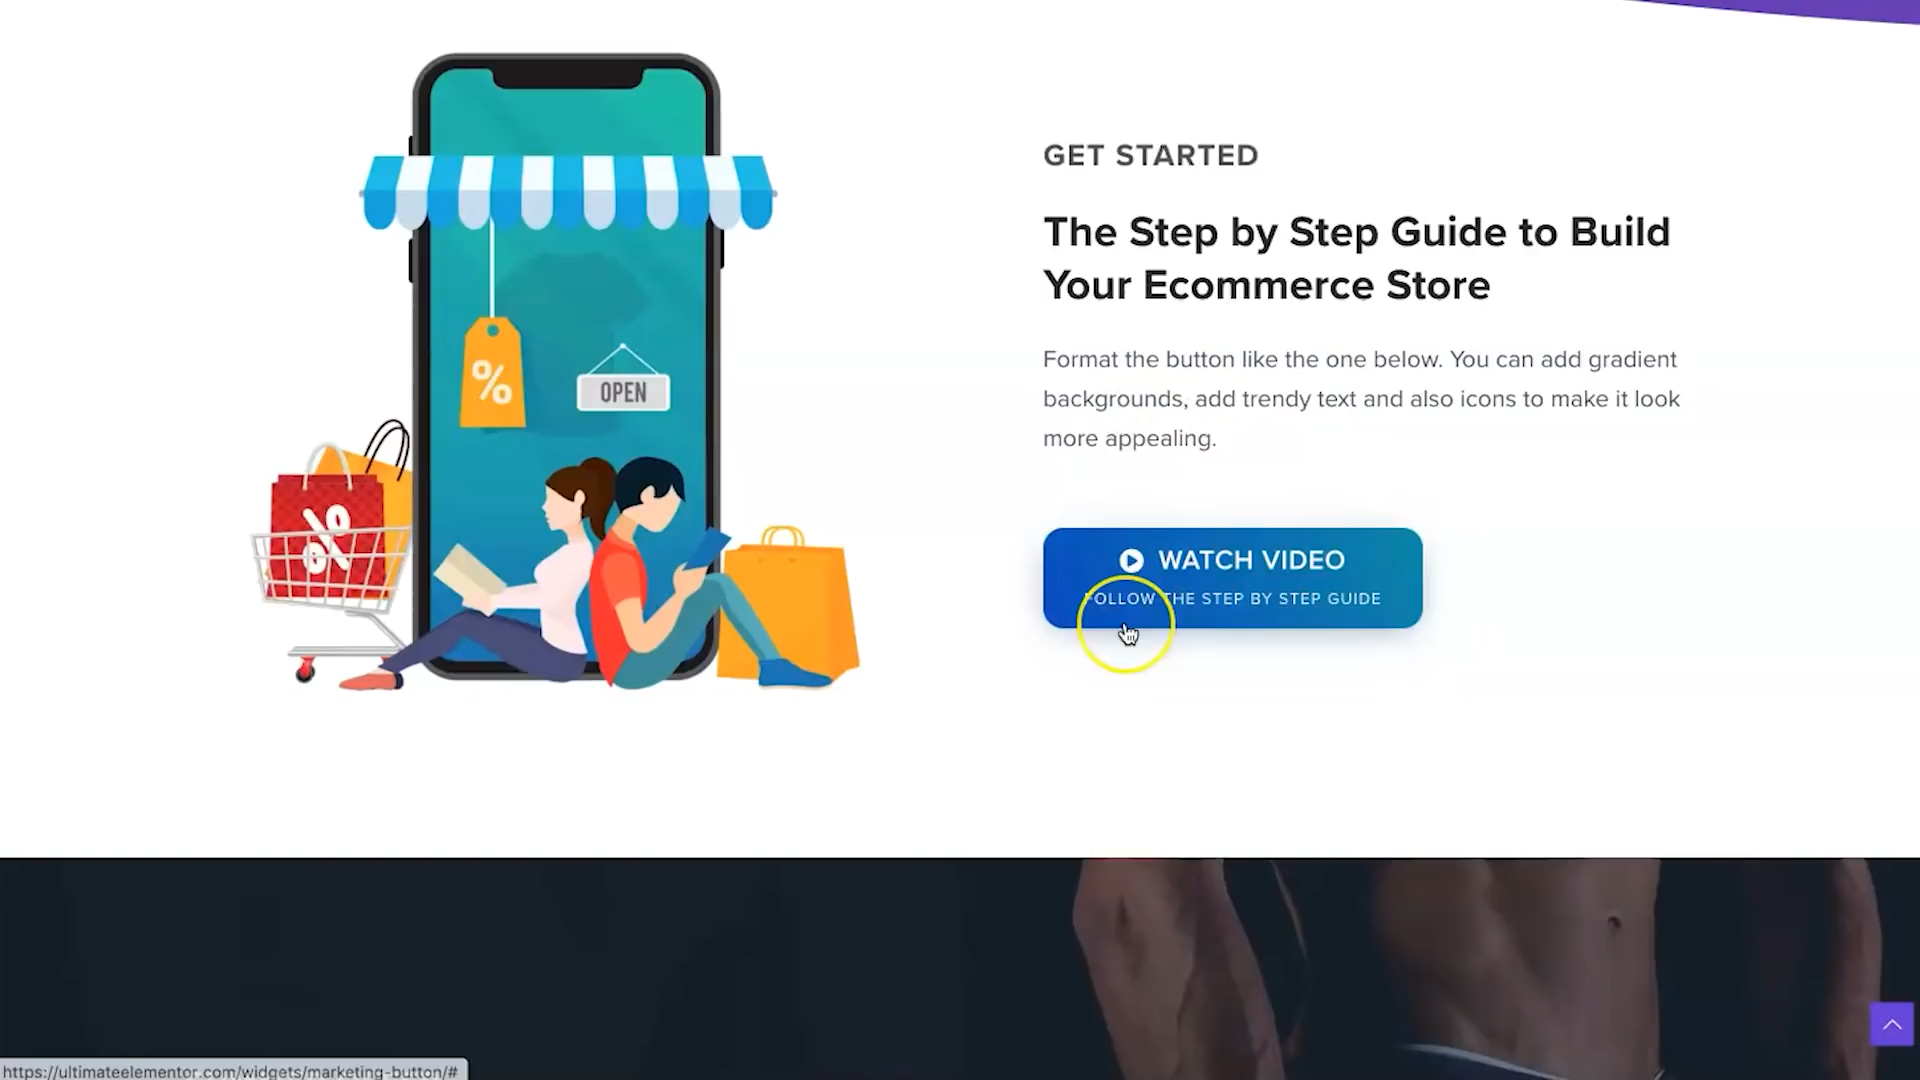 GET STARTED
The Step by Step Guide to Build
Your Ecommerce Store
Format the button like the one below. You can add gradient
backgrounds, add trendy text and also icons to make it look
more appealing.
WATCH VIDEO
FOLLOW THE STEP BY STEP GUIDE
%
OPEN
%
https://ultimateelementor.com/widgets/marketing-button/#